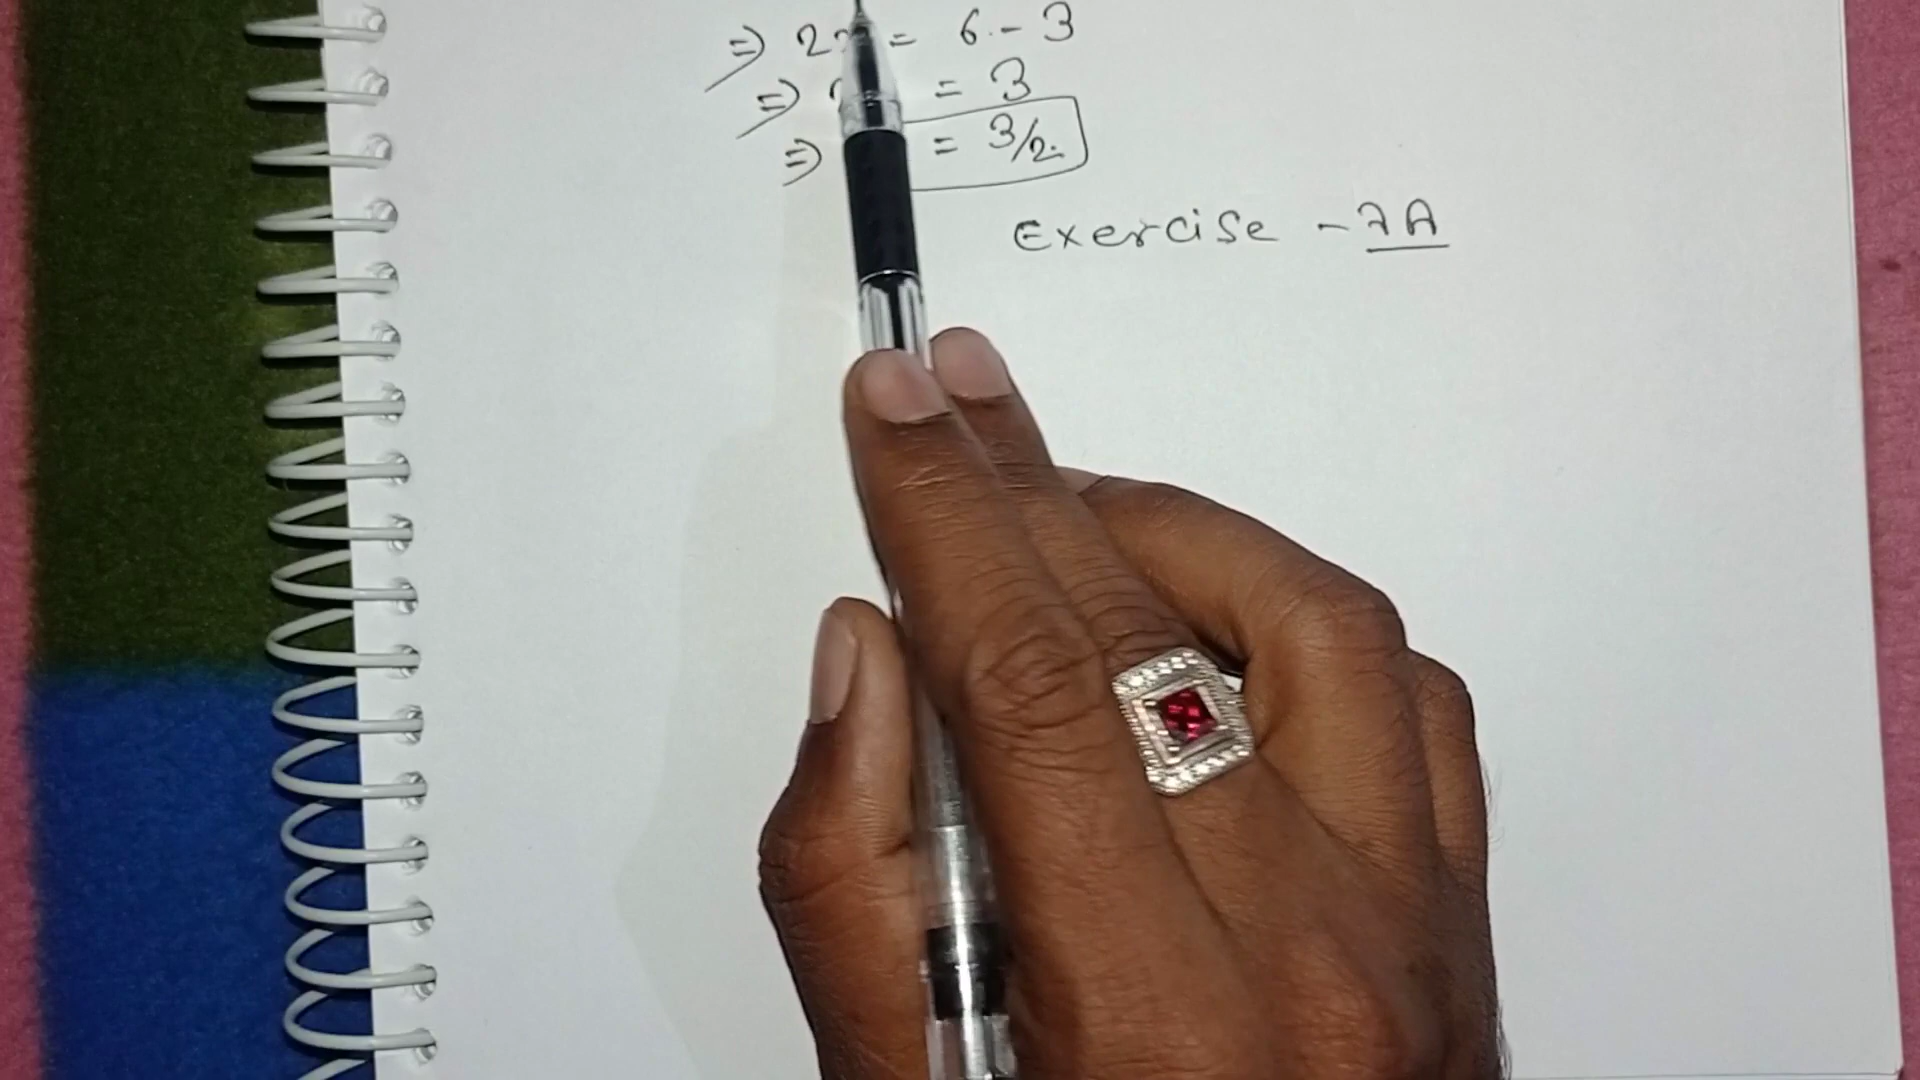 ⇒ 2x = 6 - 3
⇒ = 3
⇒ = 3/2.
Exercise - 7A